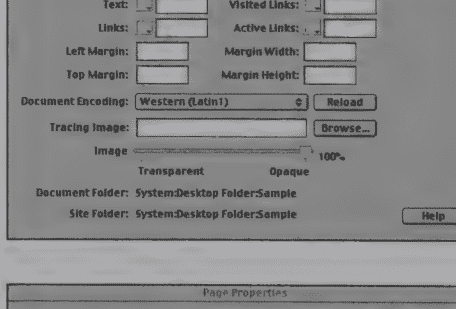 Text: Visited Links:
Links: Active Links:
Left Margin: Margin Width:
Top Margin: Margin Height:
Document Encoding: Western (Latin1) Reload
Tracing Image: Browse...
Image 100%
Transparent Opaque
Document Folder: System:Desktop Folder:Sample
Site Folder: System:Desktop Folder:Sample
Help
Page Properties